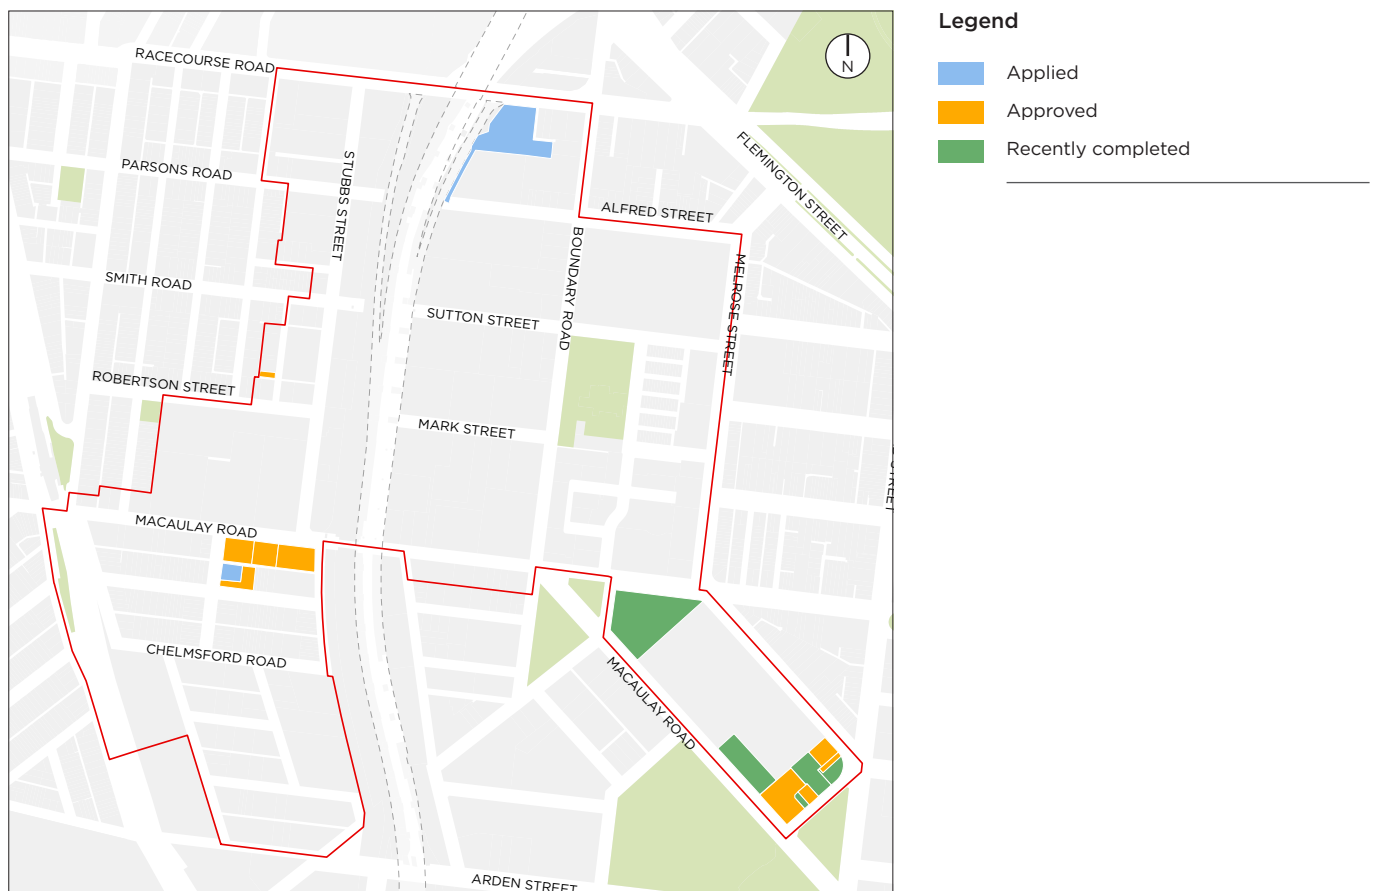 Legend
Applied
Approved
Recently completed
N
RACECOURSE ROAD
PARSONS ROAD
STUBBS STREET
FLEMINGTON STREET
ALFRED STREET
BOUNDARY ROAD
MELROSE STREET
SMITH ROAD
SUTTON STREET
ROBERTSON STREET
MARK STREET
STREET
MACAULAY ROAD
CHELMSFORD ROAD
MACAULAY ROAD
ARDEN STREET